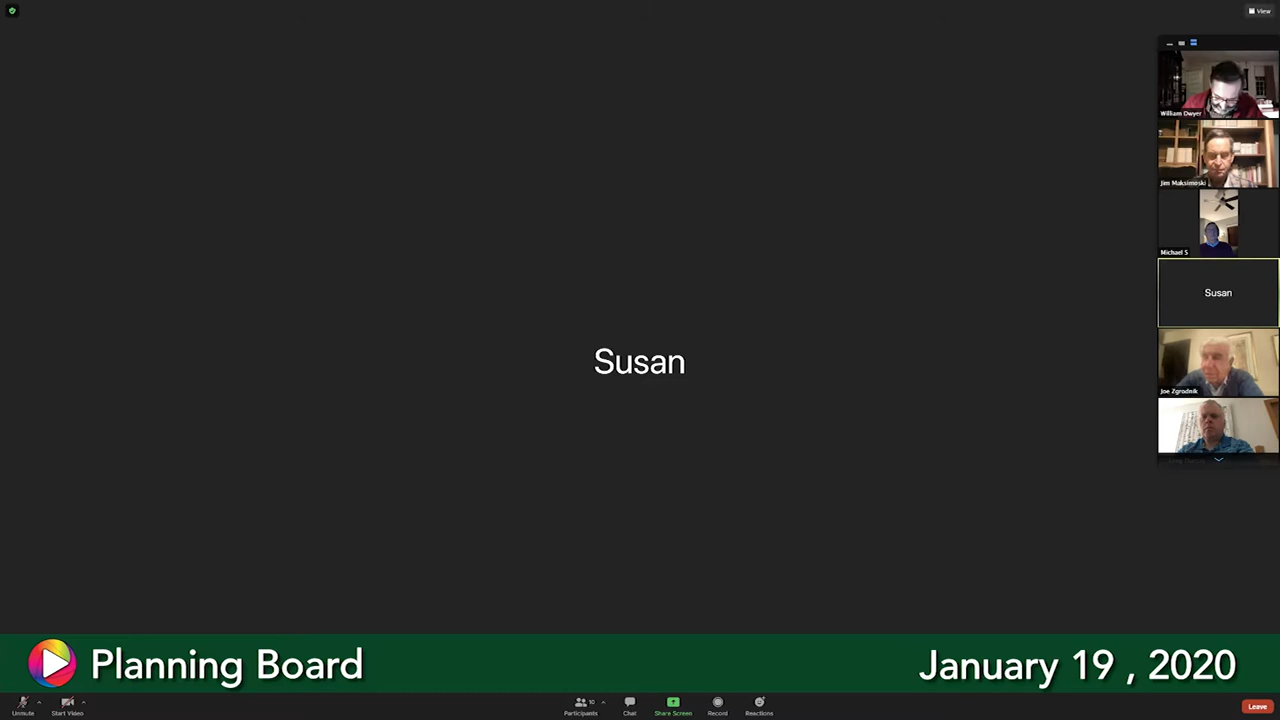 View
William Dwyer
Jim Maksimoski
Michael S
Susan
Joe Zgrodnik
Susan
Planning Board
January 19 , 2020
Unmute
Start Video
Participants
10
Chat
Share Screen
Record
Reactions
Leave